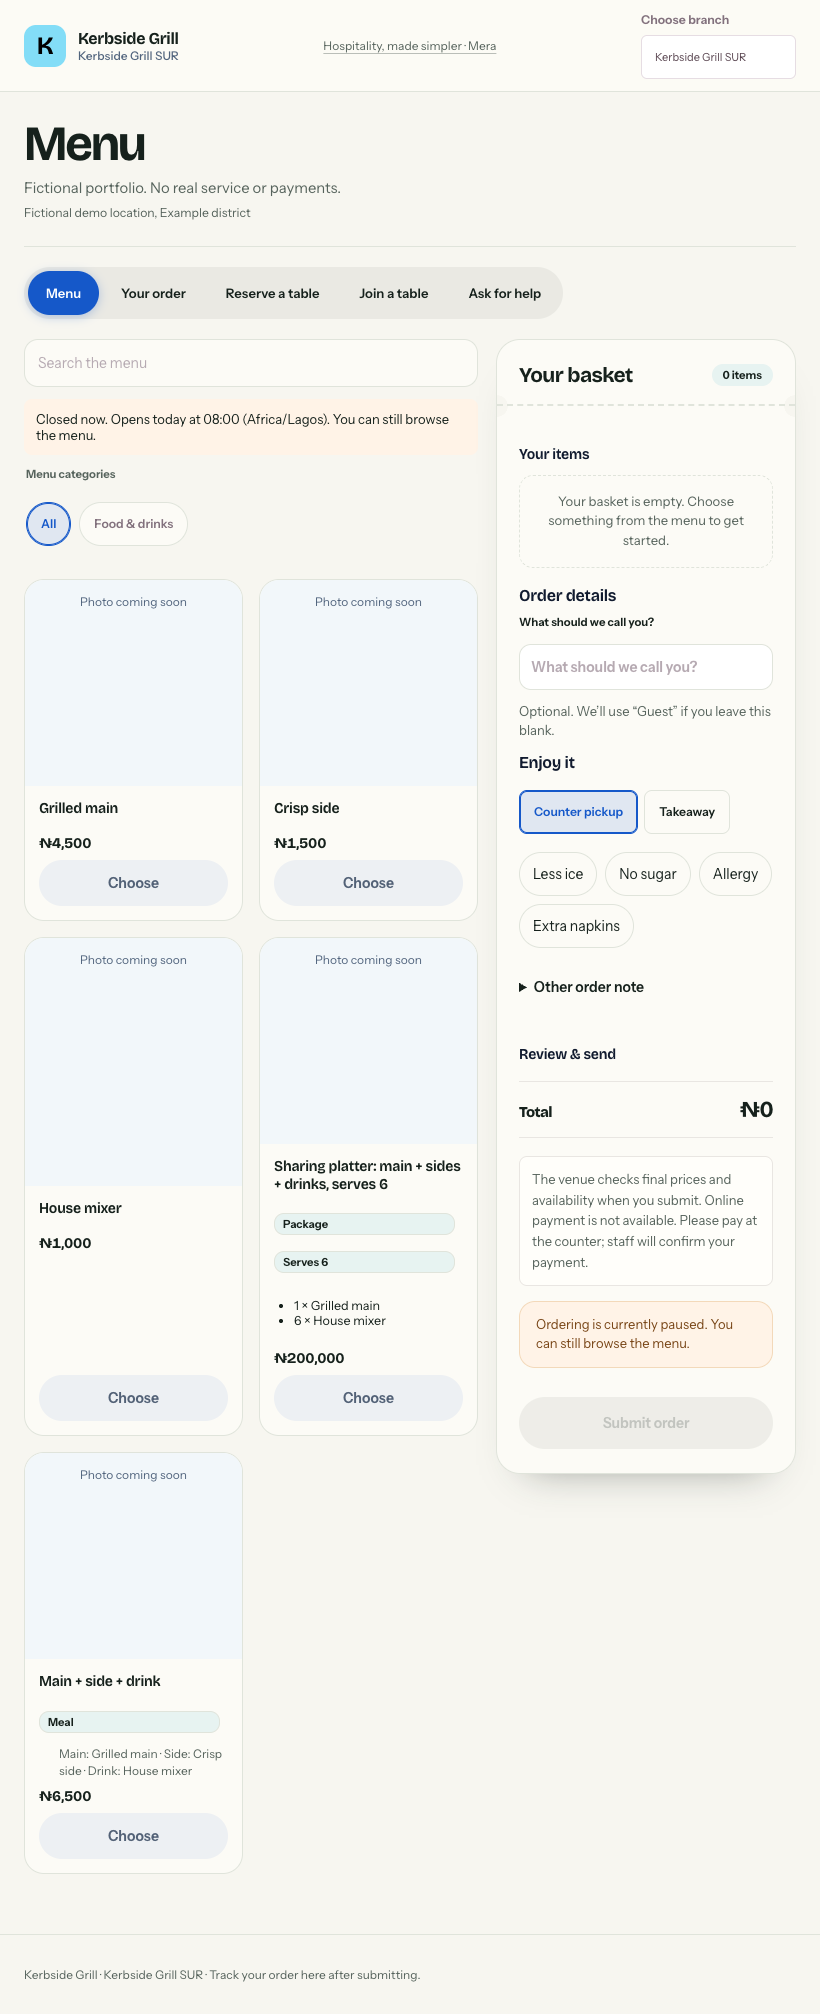 K
Kerbside Grill
Kerbside Grill SUR
Hospitality, made simpler · Mera
Choose branch
Kerbside Grill SUR
Menu
Fictional portfolio. No real service or payments.
Fictional demo location, Example district
Menu
Your order
Reserve a table
Join a table
Ask for help
Search the menu
Closed now. Opens today at 08:00 (Africa/Lagos). You can still browse
the menu.
Menu categories
All
Food & drinks
Photo coming soon
Grilled main
₦4,500
Choose
Photo coming soon
Crisp side
₦1,500
Choose
Photo coming soon
House mixer
₦1,000
Choose
Photo coming soon
Sharing platter: main + sides
+ drinks, serves 6
Package
Serves 6
• 1 × Grilled main
• 6 × House mixer
₦200,000
Choose
Photo coming soon
Main + side + drink
Meal
Main: Grilled main · Side: Crisp
side · Drink: House mixer
₦6,500
Choose
Your basket
0 items
Your items
Your basket is empty. Choose
something from the menu to get
started.
Order details
What should we call you?
What should we call you?
Optional. We’ll use “Guest” if you leave this
blank.
Enjoy it
Counter pickup
Takeaway
Less ice
No sugar
Allergy
Extra napkins
Other order note
Review & send
Total
₦0
The venue checks final prices and
availability when you submit. Online
payment is not available. Please pay at
the counter; staff will confirm your
payment.
Ordering is currently paused. You
can still browse the menu.
Submit order
Kerbside Grill · Kerbside Grill SUR · Track your order here after submitting.